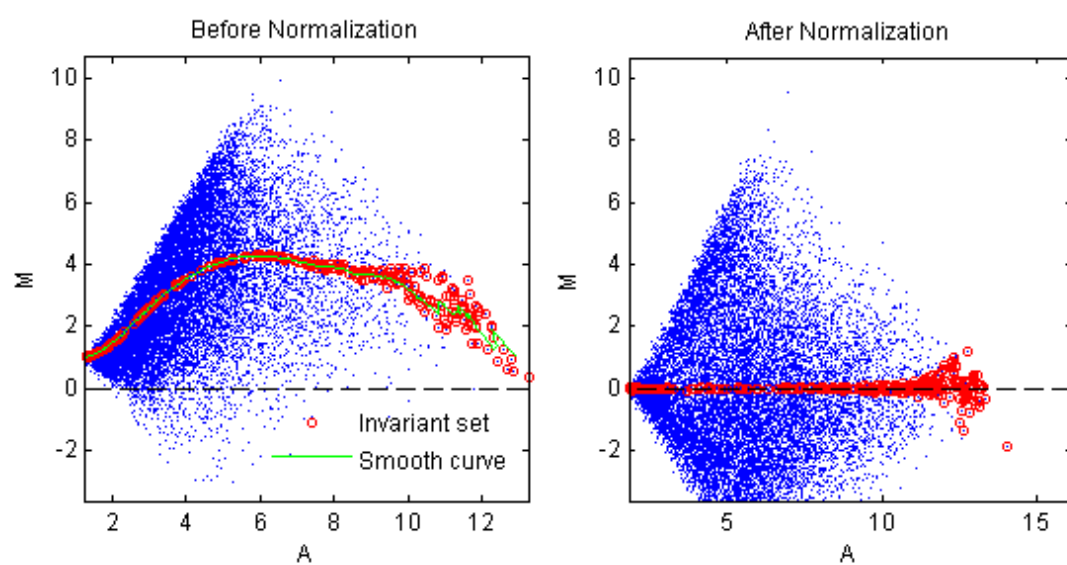 Before Normalization
10
8
6
4
2
0
-2
M
2 4 6 8 10 12
A
Invariant set
Smooth curve
After Normalization
10
8
6
4
2
0
-2
M
5 10 15
A